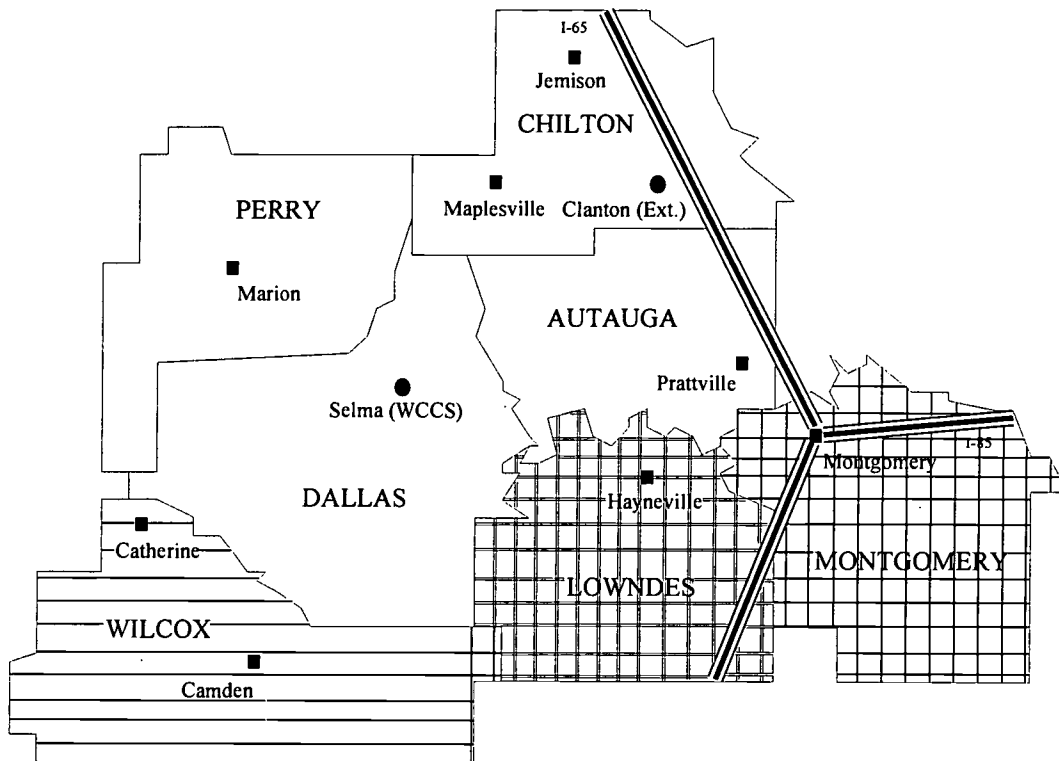 I-65
Jemison
CHILTON
Maplesville
Clanton (Ext.)
PERRY
Marion
AUTAUGA
Prattville
Selma (WCCS)
Montgomery
I-85
DALLAS
Hayneville
Catherine
LOWNDES
MONTGOMERY
WILCOX
Camden